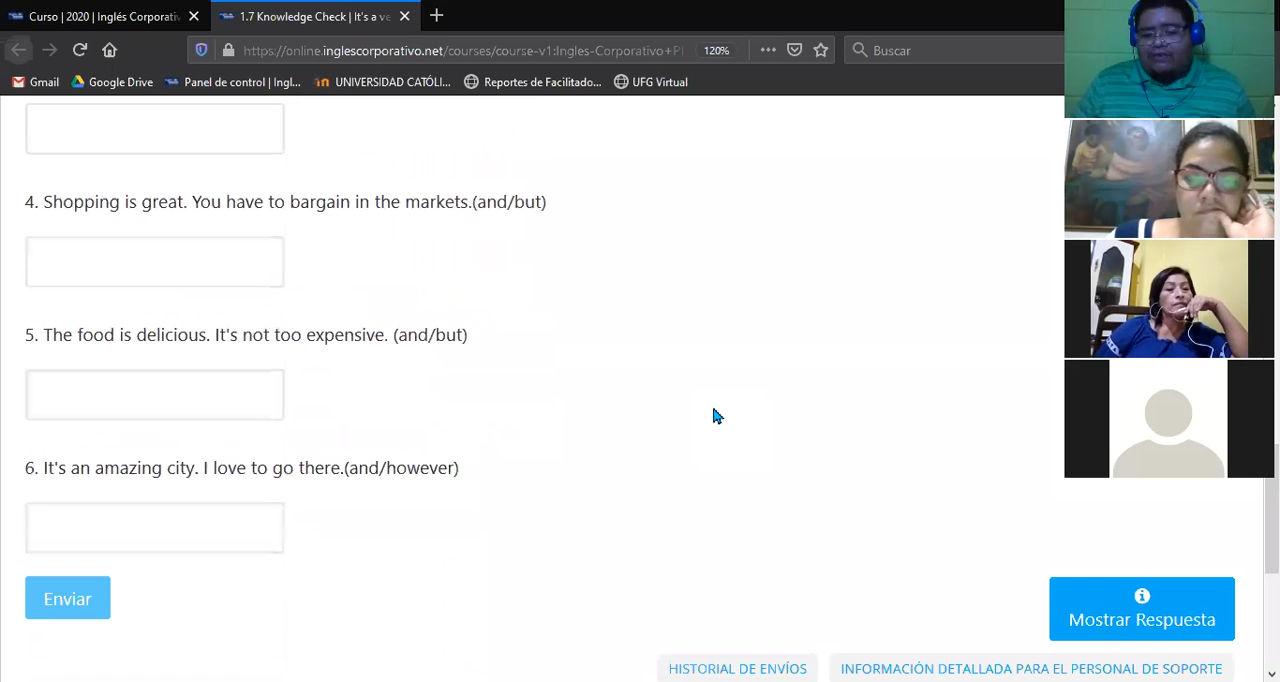 Curso | 2020 | Inglés Corporati
1.7 Knowledge Check | It's a ve
https://online.inglescorporativo.net/courses/course-v1:Ingles-Corporativo+P
120%
Buscar
Gmail
Google Drive
Panel de control | Ingl...
UNIVERSIDAD CATÓLI...
Reportes de Facilitado...
UFG Virtual
4. Shopping is great. You have to bargain in the markets.(and/but)
5. The food is delicious. It's not too expensive. (and/but)
6. It's an amazing city. I love to go there.(and/however)
Enviar
Mostrar Respuesta
HISTORIAL DE ENVÍOS
INFORMACIÓN DETALLADA PARA EL PERSONAL DE SOPORTE